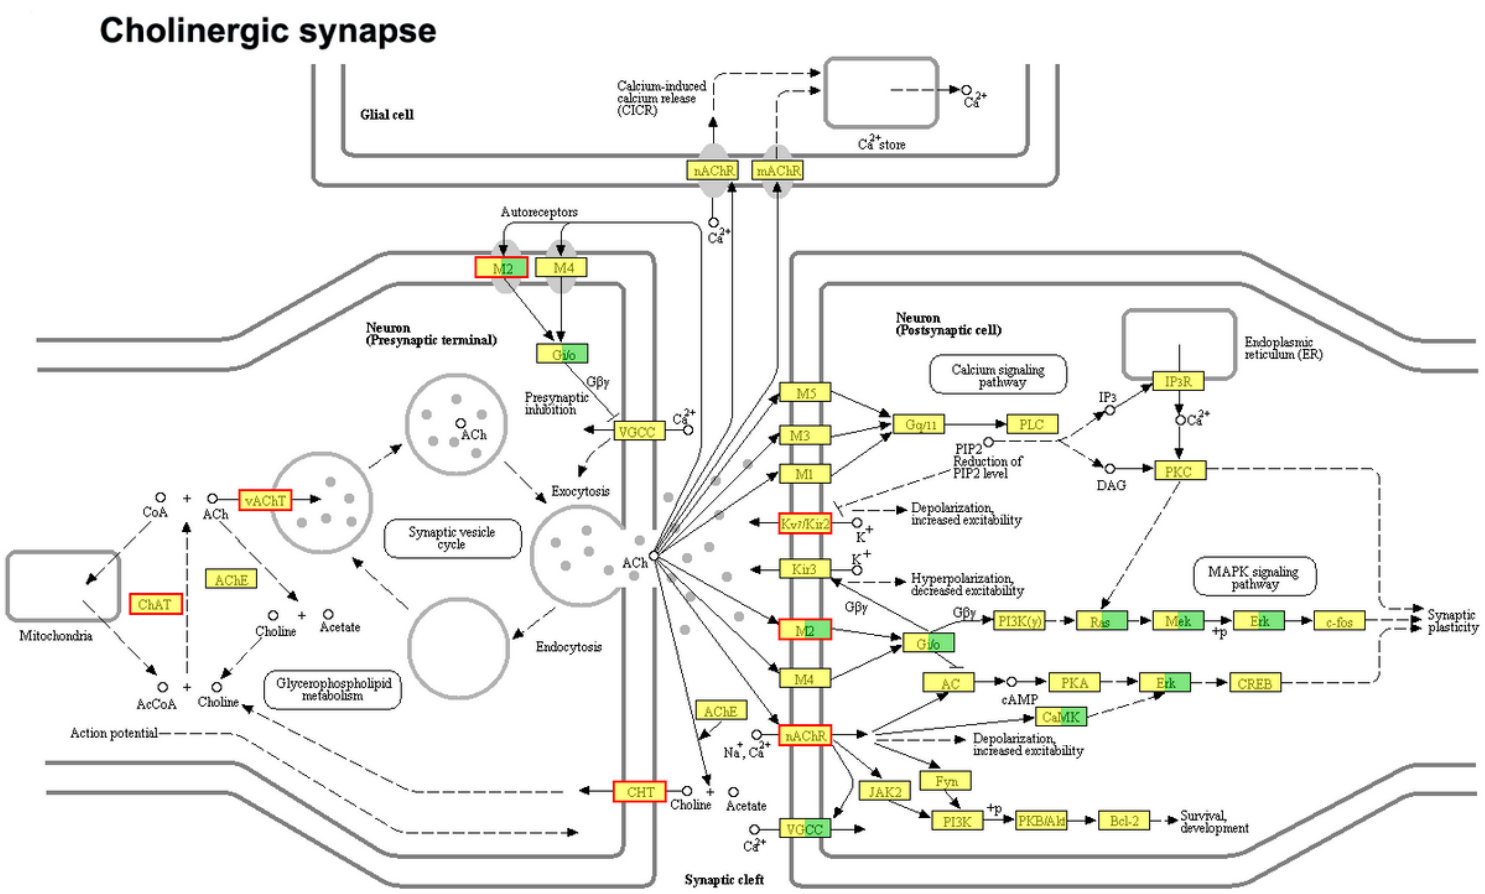 Cholinergic synapse
Calcium-induced
calcium release
(CICR)
Ca2+
Glial cell
Ca2+ store
nAChR
mAChR
Autoreceptors
Ca2+
M2
M4
Neuron
(Presynaptic terminal)
Gi/o
Gβγ
Presynaptic
inhibition
VGCC
Ca2+
ACh
Exocytosis
CoA
+
ACh
vAChT
Synaptic vesicle
cycle
ACh
AChE
ChAT
Mitochondria
Choline
+
Acetate
Endocytosis
Glycerophospholipid
metabolism
AcCoA
+
Choline
Action potential
CHT
Choline
+
Acetate
AChE
Na+, Ca2+
Ca2+
Synaptic cleft
Neuron
(Postsynaptic cell)
Calcium signaling
pathway
Endoplasmic
reticulum (ER)
IP3R
IP3
Ca2+
M5
M3
M1
Gq/11
PLC
PIP2
Reduction of
PIP2 level
DAG
PKC
Kv7/Kir2
K+
Depolarization,
increased excitability
Kir3
K+
Hyperpolarization,
decreased excitability
MAPK signaling
pathway
Gβγ
Gβγ
M2
Gi/o
PI3K(γ)
Ras
Mek
+p
Erk
c-fos
Synaptic
plasticity
M4
AC
cAMP
PKA
Erk
CREB
CaMK
nAChR
Depolarization,
increased excitability
JAK2
Fyn
VGCC
PI3K
+p
PKB/Akt
Bcl-2
Survival,
development